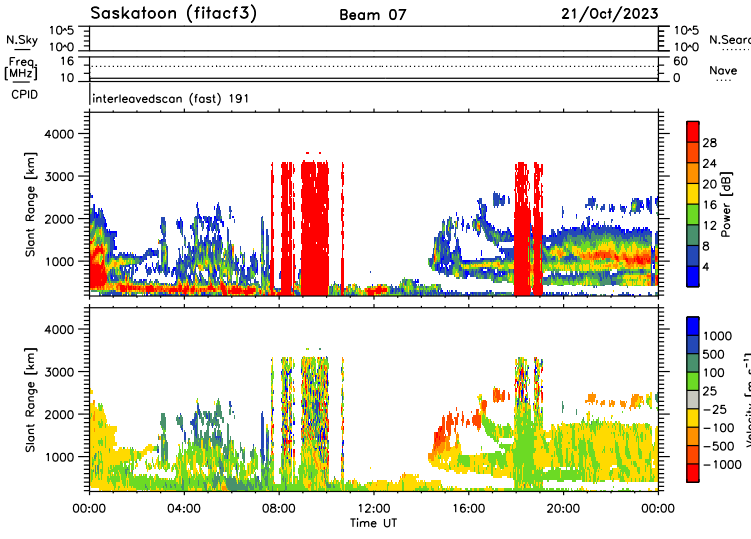 Saskatoon (fitacf3) Beam 07 21/Oct/2023
N.Sky 10^5 10^0 10^5 10^0 N.Sear
Freq. [MHz] 16 10 60 0 Nave
CPID interleavedscan (fast) 191
Slant Range [km]
4000
3000
2000
1000
28
24
20
16
12
8
4
Power [dB]
Slant Range [km]
4000
3000
2000
1000
1000
500
100
25
-25
-100
-500
-1000
Velocity [m s^-1]
00:00 04:00 08:00 12:00 16:00 20:00 00:00
Time UT